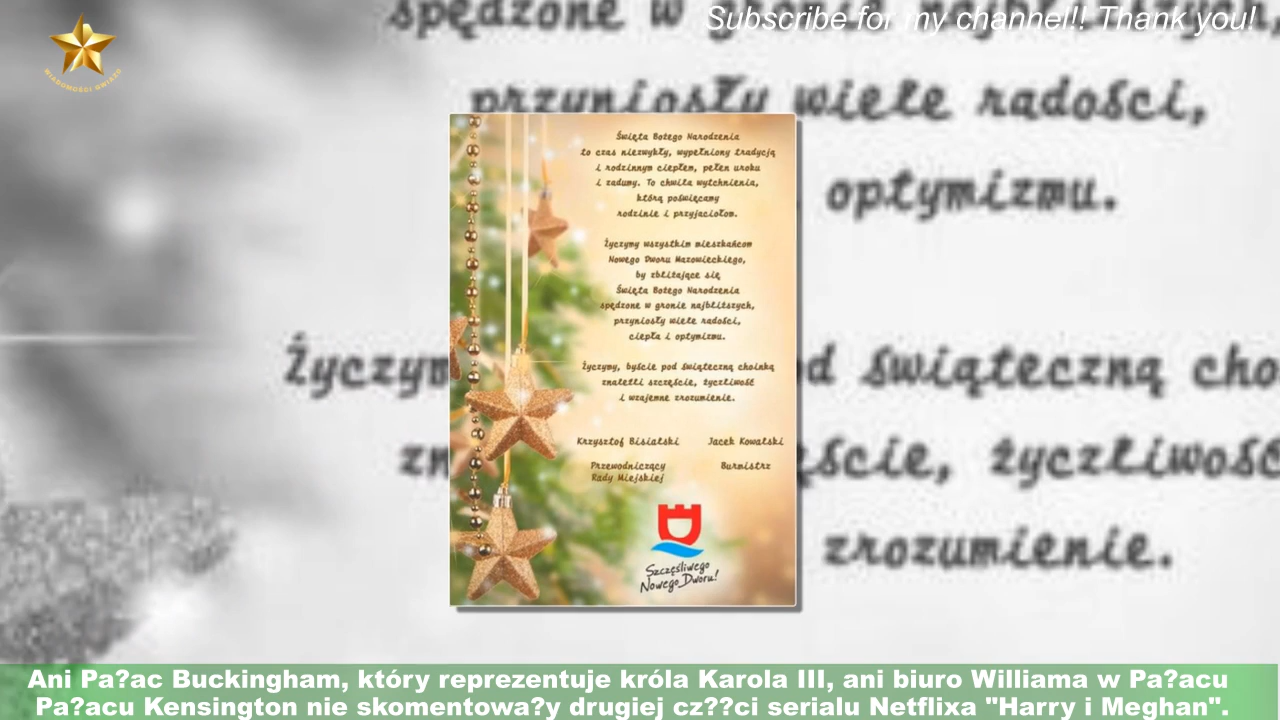 Subscribe for my channel!! Thank you!
WIADOMOŚCI GWIAZD
spędzone w
przyniosły wiele radości,
optymizmu.
Święta Bożego Narodzenia
to czas niezwykły, wypełniony tradycją
i rodzinnym ciepłem, pełen uroku
i zadumy. To chwila wytchnienia,
którą poświęcamy
rodzinie i przyjaciołom.
Życzymy wszystkim mieszkańcom
Nowego Dworu Mazowieckiego,
by zbliżające się
Święta Bożego Narodzenia
spędzone w gronie najbliższych,
przyniosły wiele radości,
ciepła i optymizmu.
Życzymy, byście pod świąteczną choinką
znaleźli szczęście, życzliwość
i wzajemne zrozumienie.
Krzysztof Bisialski Jacek Kowalski
Przewodniczący Burmistrz
Rady Miejskiej
Szczęśliwego
Nowego Dworu!
świąteczną
życzliwość
zrozumienie.
Ani Pa?ac Buckingham, który reprezentuje króla Karola III, ani biuro Williama w Pa?acu
Pa?acu Kensington nie skomentowa?y drugiej cz??ci serialu Netflixa "Harry i Meghan".